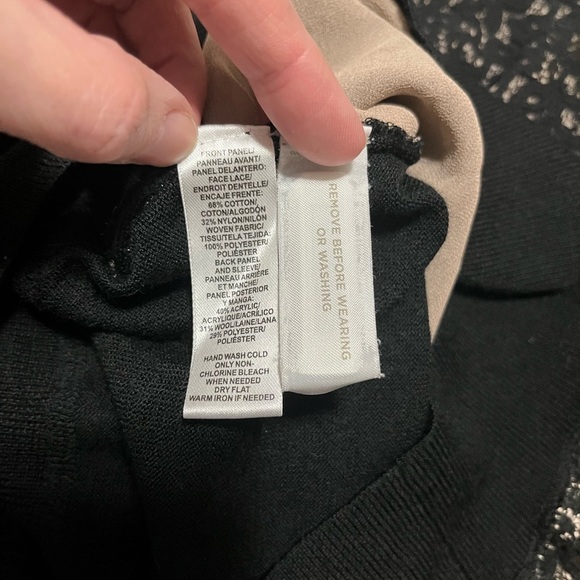 FRONT PANEL/
PANNEAU AVANT/
PANEL DELANTERO:
FACE LACE/
ENDROIT DENTELLE/
ENCAJE FRENTE:
68% COTTON/
COTON/ALGODÓN
32% NYLON/NILÓN
WOVEN FABRIC/
TISSU/TELA TEJIDA:
100% POLYESTER/
POLIÉSTER
BACK PANEL
AND SLEEVE/
PANNEAU ARRIÈRE
ET MANCHE/
PANEL POSTERIOR
Y MANGA:
40% ACRYLIC/
ACRYLIQUE/ACRÍLICO
31% WOOL/LAINE/LANA
29% POLYESTER/
POLIÉSTER
HAND WASH COLD
ONLY NON-
CHLORINE BLEACH
WHEN NEEDED
DRY FLAT
WARM IRON IF NEEDED
REMOVE BEFORE WEARING
OR WASHING